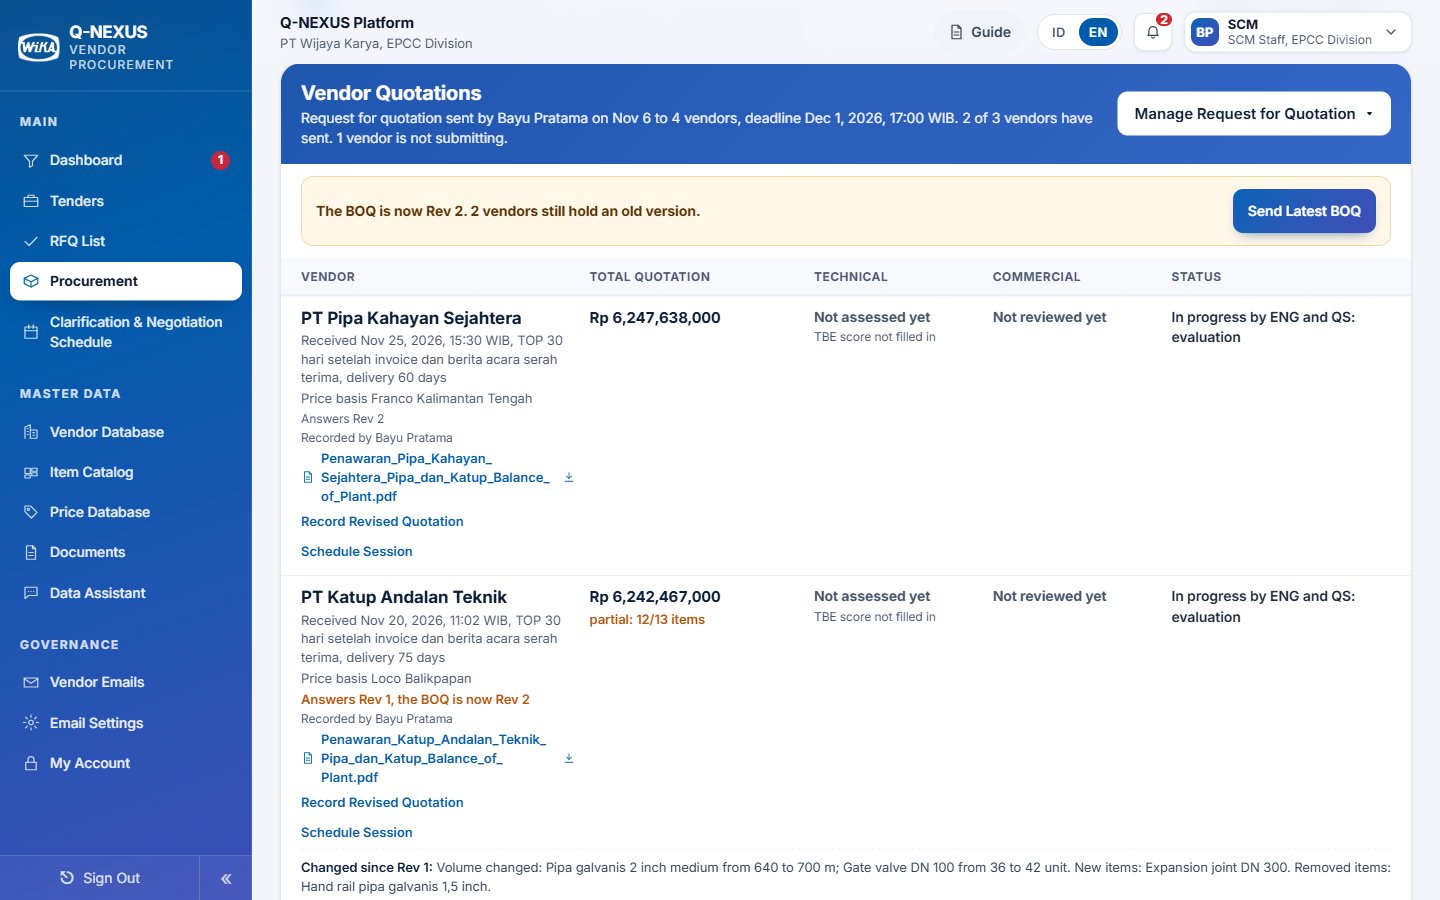 WIKA
Q-NEXUS
VENDOR
PROCUREMENT
MAIN
Dashboard
1
Tenders
RFQ List
Procurement
Clarification & Negotiation
Schedule
MASTER DATA
Vendor Database
Item Catalog
Price Database
Documents
Data Assistant
GOVERNANCE
Vendor Emails
Email Settings
My Account
Sign Out
«
Q-NEXUS Platform
PT Wijaya Karya, EPCC Division
Guide
ID
EN
2
BP
SCM
SCM Staff, EPCC Division
Vendor Quotations
Request for quotation sent by Bayu Pratama on Nov 6 to 4 vendors, deadline Dec 1, 2026, 17:00 WIB. 2 of 3 vendors have
sent. 1 vendor is not submitting.
Manage Request for Quotation
The BOQ is now Rev 2. 2 vendors still hold an old version.
Send Latest BOQ
VENDOR
TOTAL QUOTATION
TECHNICAL
COMMERCIAL
STATUS
PT Pipa Kahayan Sejahtera
Received Nov 25, 2026, 15:30 WIB, TOP 30
hari setelah invoice dan berita acara serah
terima, delivery 60 days
Price basis Franco Kalimantan Tengah
Answers Rev 2
Recorded by Bayu Pratama
Penawaran_Pipa_Kahayan_
Sejahtera_Pipa_dan_Katup_Balance_
of_Plant.pdf
Record Revised Quotation
Schedule Session
Rp 6,247,638,000
Not assessed yet
TBE score not filled in
Not reviewed yet
In progress by ENG and QS:
evaluation
PT Katup Andalan Teknik
Received Nov 20, 2026, 11:02 WIB, TOP 30
hari setelah invoice dan berita acara serah
terima, delivery 75 days
Price basis Loco Balikpapan
Answers Rev 1, the BOQ is now Rev 2
Recorded by Bayu Pratama
Penawaran_Katup_Andalan_Teknik_
Pipa_dan_Katup_Balance_of_
Plant.pdf
Record Revised Quotation
Schedule Session
Rp 6,242,467,000
partial: 12/13 items
Not assessed yet
TBE score not filled in
Not reviewed yet
In progress by ENG and QS:
evaluation
Changed since Rev 1: Volume changed: Pipa galvanis 2 inch medium from 640 to 700 m; Gate valve DN 100 from 36 to 42 unit. New items: Expansion joint DN 300. Removed items:
Hand rail pipa galvanis 1,5 inch.